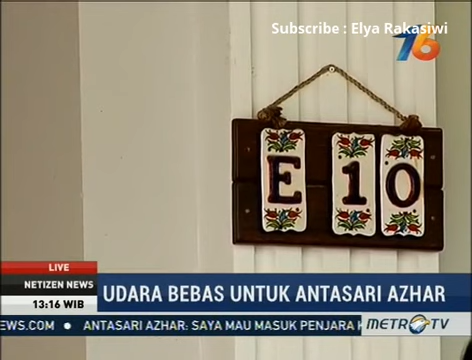 Subscribe : Elya Rakasiwi
76
E 10
LIVE
NETIZEN NEWS
13:16 WIB
UDARA BEBAS UNTUK ANTASARI AZHAR
EWS.COM • ANTASARI AZHAR: SAYA MAU MASUK PENJARA K
METRO TV